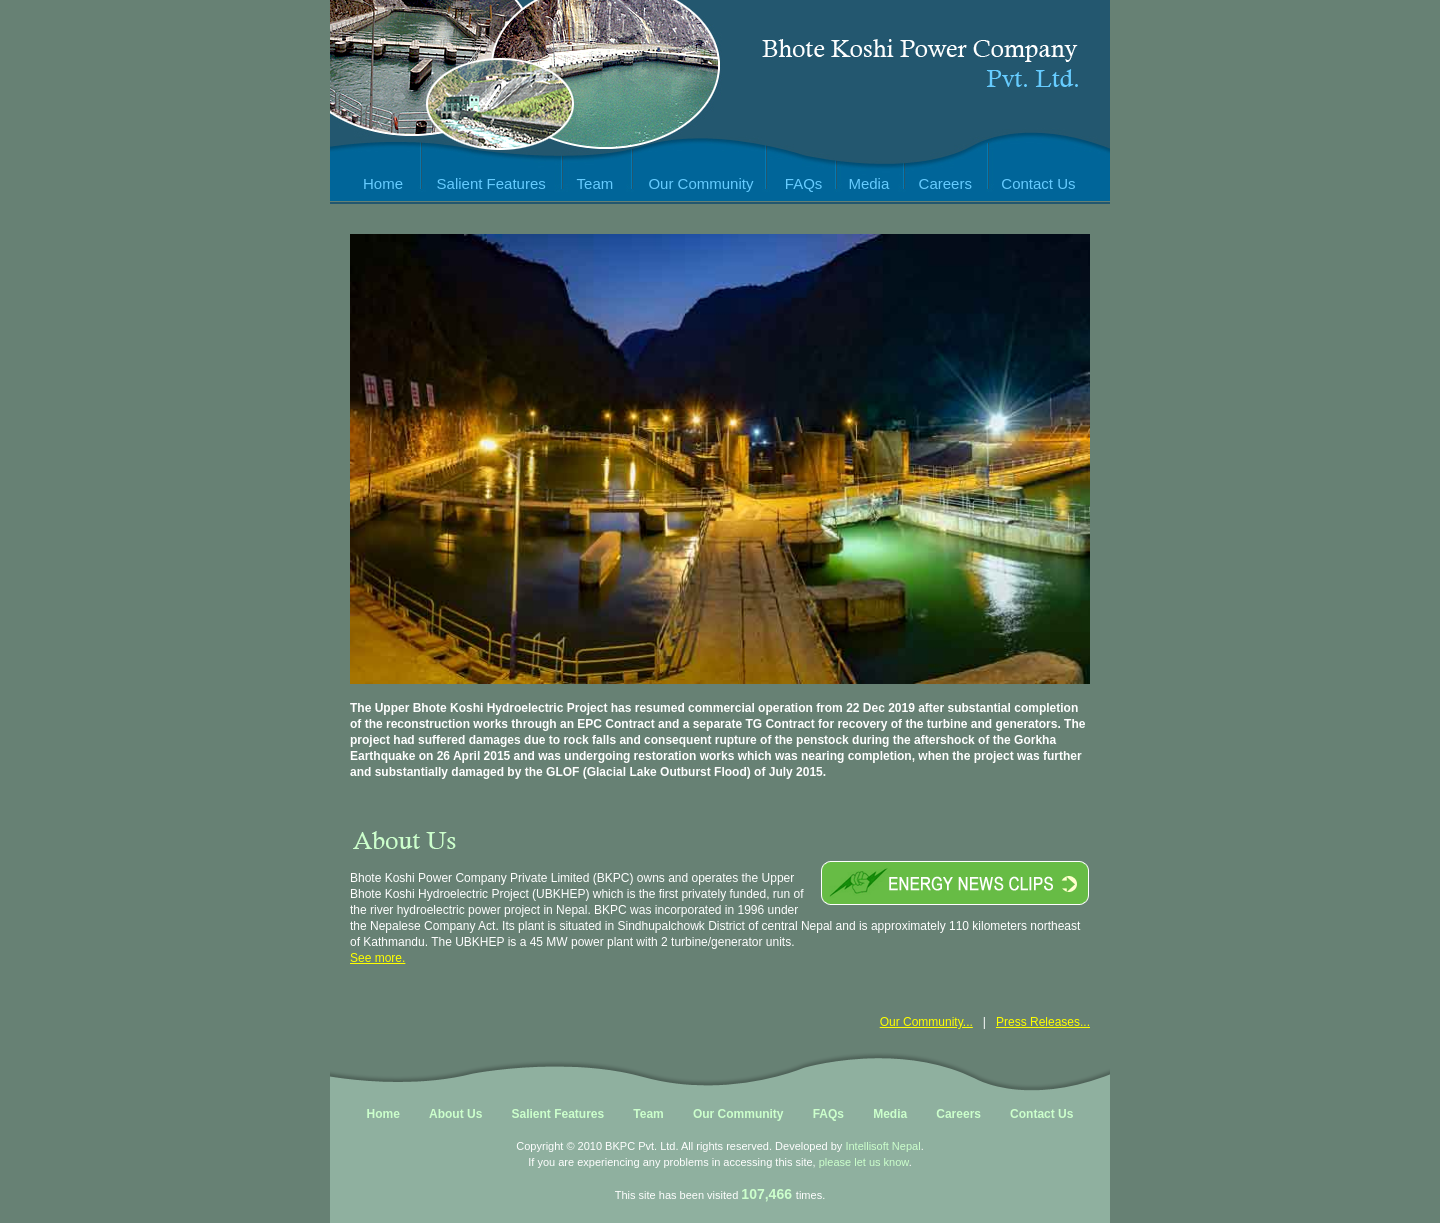 Bhote Koshi Power Company
Pvt. Ltd.
Home Salient Features Team Our Community FAQs Media Careers Contact Us
The Upper Bhote Koshi Hydroelectric Project has resumed commercial operation from 22 Dec 2019 after substantial completion
of the reconstruction works through an EPC Contract and a separate TG Contract for recovery of the turbine and generators. The
project had suffered damages due to rock falls and consequent rupture of the penstock during the aftershock of the Gorkha
Earthquake on 26 April 2015 and was undergoing restoration works which was nearing completion, when the project was further
and substantially damaged by the GLOF (Glacial Lake Outburst Flood) of July 2015.
About Us
ENERGY NEWS CLIPS
Bhote Koshi Power Company Private Limited (BKPC) owns and operates the Upper
Bhote Koshi Hydroelectric Project (UBKHEP) which is the first privately funded, run of
the river hydroelectric power project in Nepal. BKPC was incorporated in 1996 under
the Nepalese Company Act. Its plant is situated in Sindhupalchowk District of central Nepal and is approximately 110 kilometers northeast
of Kathmandu. The UBKHEP is a 45 MW power plant with 2 turbine/generator units.
See more.
Our Community... | Press Releases...
Home About Us Salient Features Team Our Community FAQs Media Careers Contact Us
Copyright © 2010 BKPC Pvt. Ltd. All rights reserved. Developed by Intellisoft Nepal.
If you are experiencing any problems in accessing this site, please let us know.
This site has been visited 107,466 times.